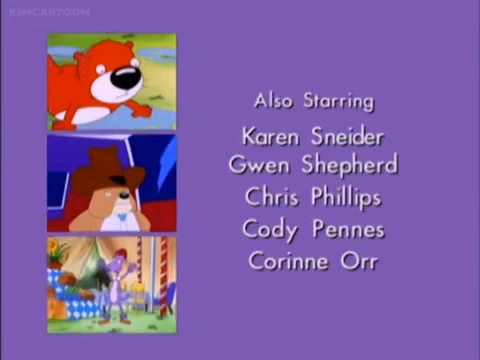 KIMCARTOON
Also Starring
Karen Sneider
Gwen Shepherd
Chris Phillips
Cody Pennes
Corinne Orr